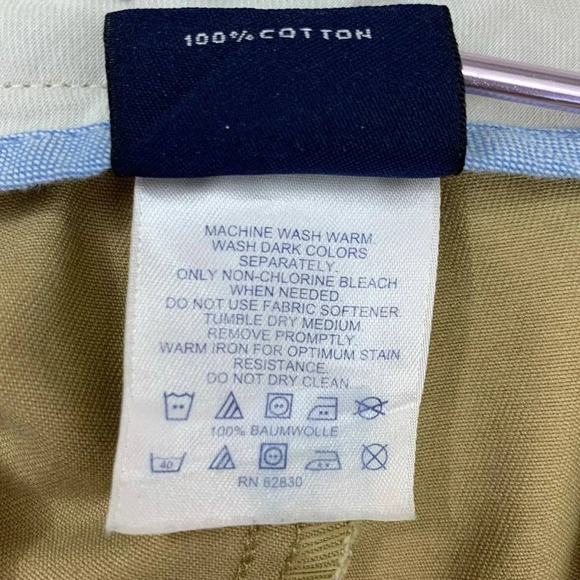 100% COTTON
MACHINE WASH WARM.
WASH DARK COLORS
SEPARATELY.
ONLY NON-CHLORINE BLEACH
WHEN NEEDED.
DO NOT USE FABRIC SOFTENER.
TUMBLE DRY MEDIUM.
REMOVE PROMPTLY.
WARM IRON FOR OPTIMUM STAIN
RESISTANCE.
DO NOT DRY CLEAN
100% BAUMWOLLE
40
RN 62830